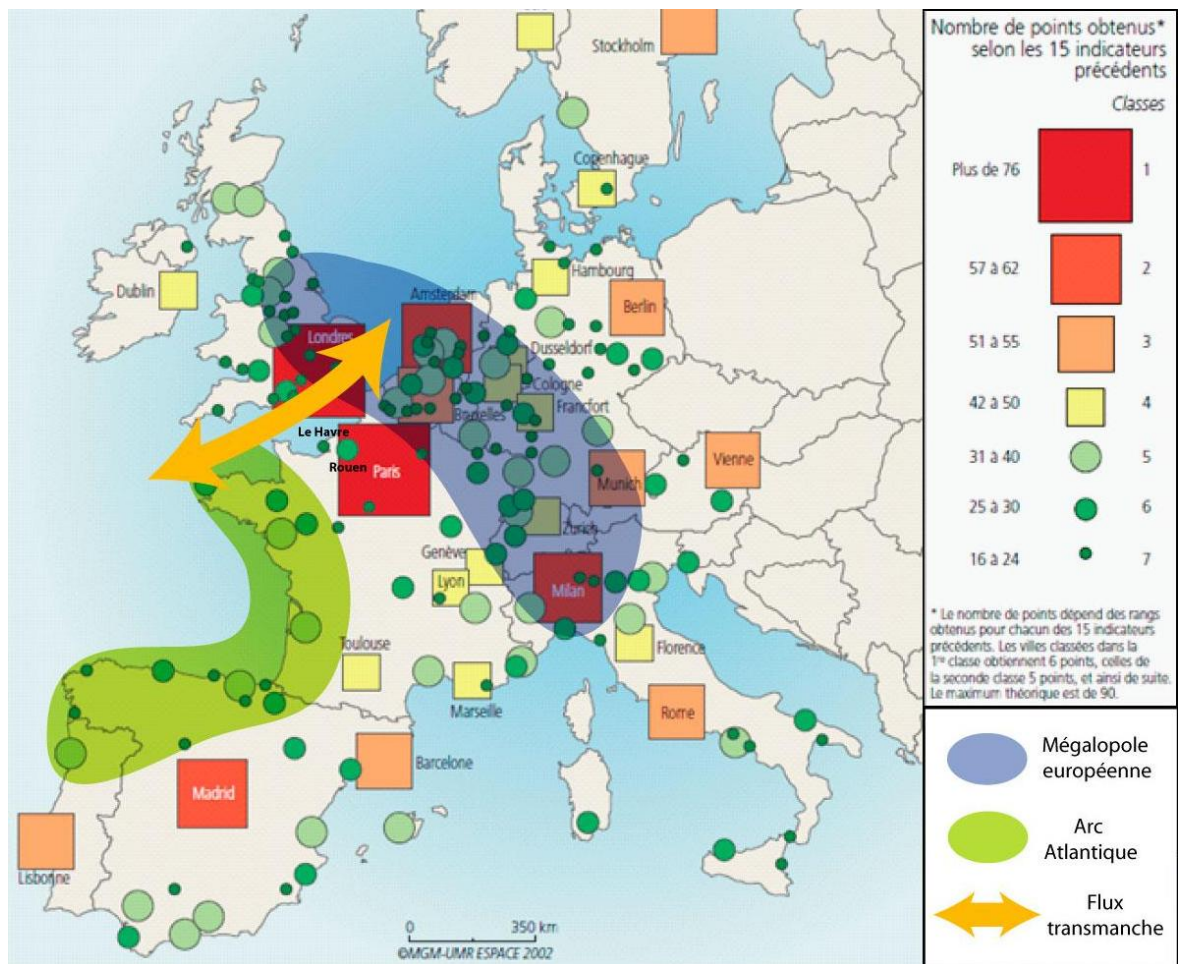 Stockholm
Copenhague
Dublin
Hambourg
Amsterdam
Berlin
Londres
Dusseldorf
Cologne
Bruxelles
Francfort
Le Havre
Rouen
Paris
Vienne
Munich
Zurich
Genève
Lyon
Milan
Toulouse
Florence
Marseille
Rome
Barcelone
Madrid
Lisbonne
0 350 km
©MGM-UMR ESPACE 2002
Nombre de points obtenus*
selon les 15 indicateurs
précédents
Classes
Plus de 76 1
57 à 62 2
51 à 55 3
42 à 50 4
31 à 40 5
25 à 30 6
16 à 24 7
* Le nombre de points dépend des rangs
obtenus pour chacun des 15 indicateurs
précédents. Les villes classées dans la
1re classe obtiennent 6 points, celles de
la seconde classe 5 points, et ainsi de suite.
Le maximum théorique est de 90.
Mégalopole
européenne
Arc
Atlantique
Flux
transmanche